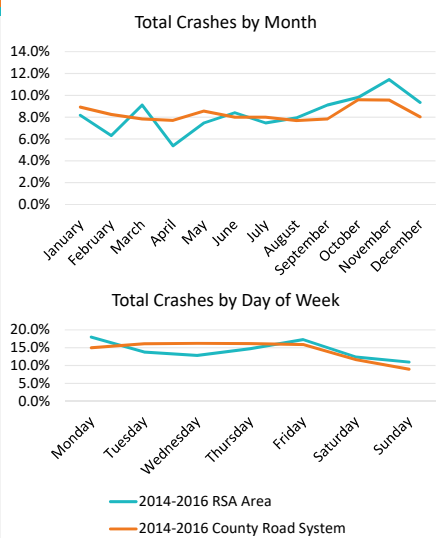 Total Crashes by Month
14.0%
12.0%
10.0%
8.0%
6.0%
4.0%
2.0%
0.0%
January
February
March
April
May
June
July
August
September
October
November
December
Total Crashes by Day of Week
20.0%
15.0%
10.0%
5.0%
0.0%
Monday
Tuesday
Wednesday
Thursday
Friday
Saturday
Sunday
2014-2016 RSA Area
2014-2016 County Road System